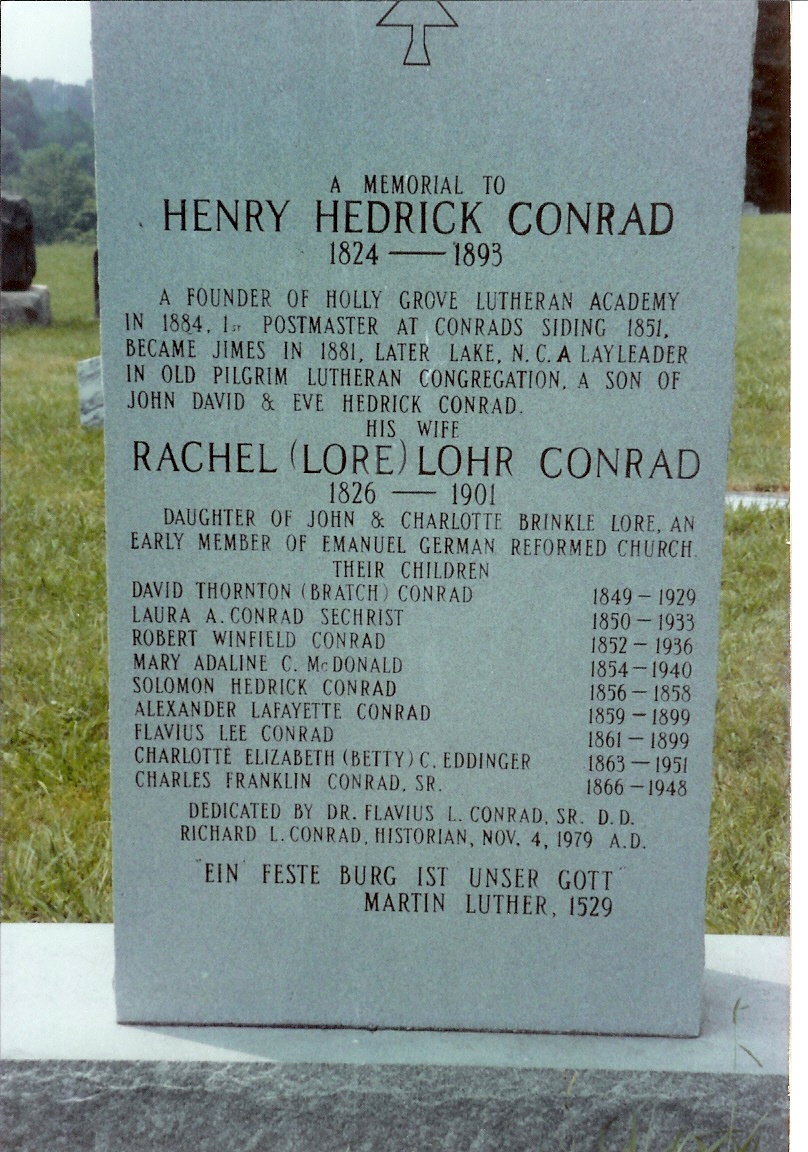 A MEMORIAL TO
HENRY HEDRICK CONRAD
1824 — 1893
A FOUNDER OF HOLLY GROVE LUTHERAN ACADEMY
IN 1884, 1ST POSTMASTER AT CONRADS SIDING 1851,
BECAME JIMES IN 1881, LATER LAKE, N.C. A LAYLEADER
IN OLD PILGRIM LUTHERAN CONGREGATION. A SON OF
JOHN DAVID & EVE HEDRICK CONRAD.
HIS WIFE
RACHEL (LORE) LOHR CONRAD
1826 — 1901
DAUGHTER OF JOHN & CHARLOTTE BRINKLE LORE, AN
EARLY MEMBER OF EMANUEL GERMAN REFORMED CHURCH.
THEIR CHILDREN
DAVID THORNTON (BRATCH) CONRAD 1849 — 1929
LAURA A. CONRAD SECHRIST 1850 — 1933
ROBERT WINFIELD CONRAD 1852 — 1936
MARY ADALINE C. McDONALD 1854 — 1940
SOLOMON HEDRICK CONRAD 1856 — 1858
ALEXANDER LAFAYETTE CONRAD 1859 — 1899
FLAVIUS LEE CONRAD 1861 — 1899
CHARLOTTE ELIZABETH (BETTY) C. EDDINGER 1863 — 1951
CHARLES FRANKLIN CONRAD, SR. 1866 — 1948
DEDICATED BY DR. FLAVIUS L. CONRAD, SR. D.D.
RICHARD L. CONRAD, HISTORIAN, NOV. 4, 1979 A.D.
"EIN FESTE BURG IST UNSER GOTT"
MARTIN LUTHER, 1529